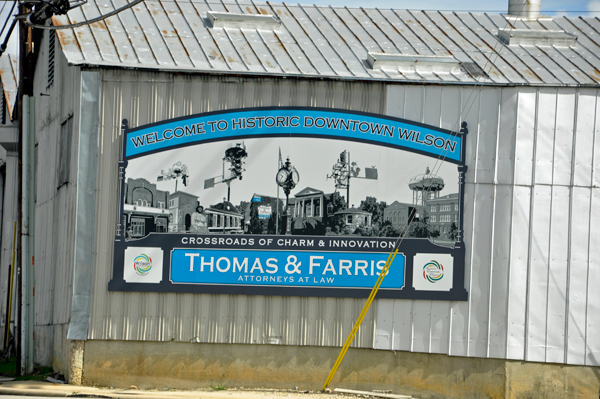 WELCOME TO HISTORIC DOWNTOWN WILSON
CROSSROADS OF CHARM & INNOVATION
THOMAS & FARRIS
ATTORNEYS AT LAW